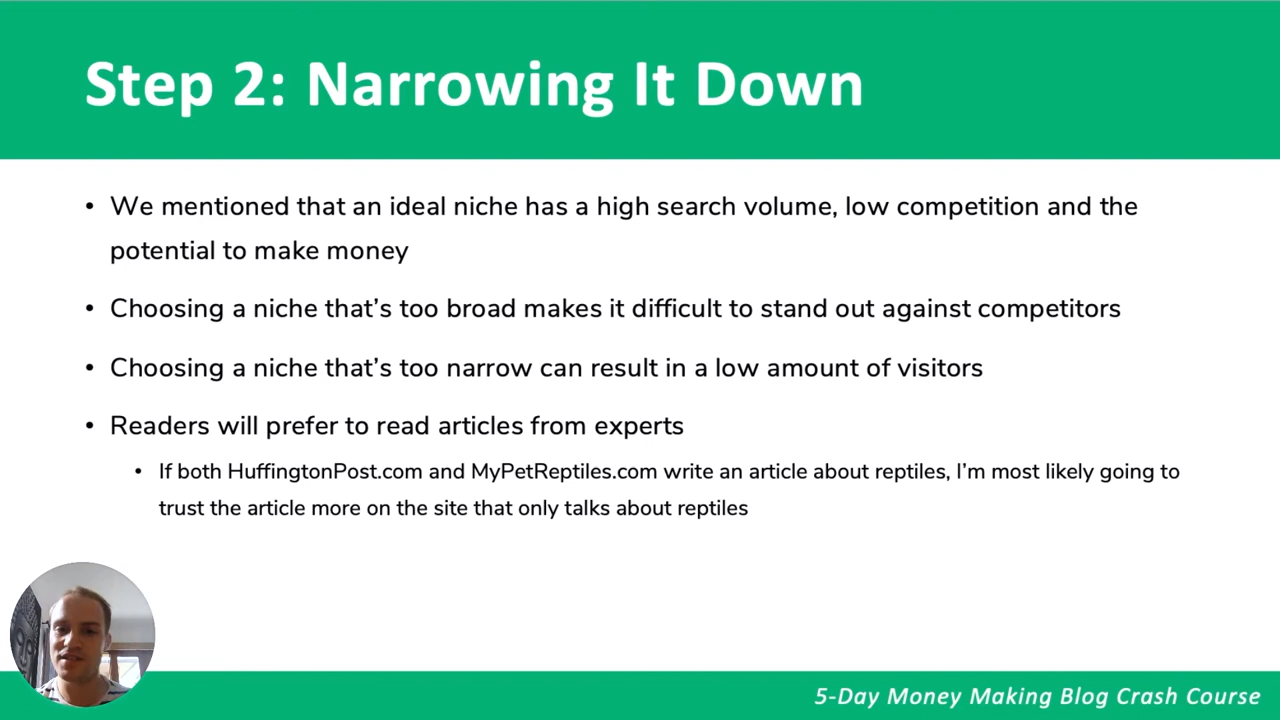 Step 2: Narrowing It Down
• We mentioned that an ideal niche has a high search volume, low competition and the
potential to make money
• Choosing a niche that's too broad makes it difficult to stand out against competitors
• Choosing a niche that's too narrow can result in a low amount of visitors
• Readers will prefer to read articles from experts
• If both HuffingtonPost.com and MyPetReptiles.com write an article about reptiles, I'm most likely going to
trust the article more on the site that only talks about reptiles
5-Day Money Making Blog Crash Course